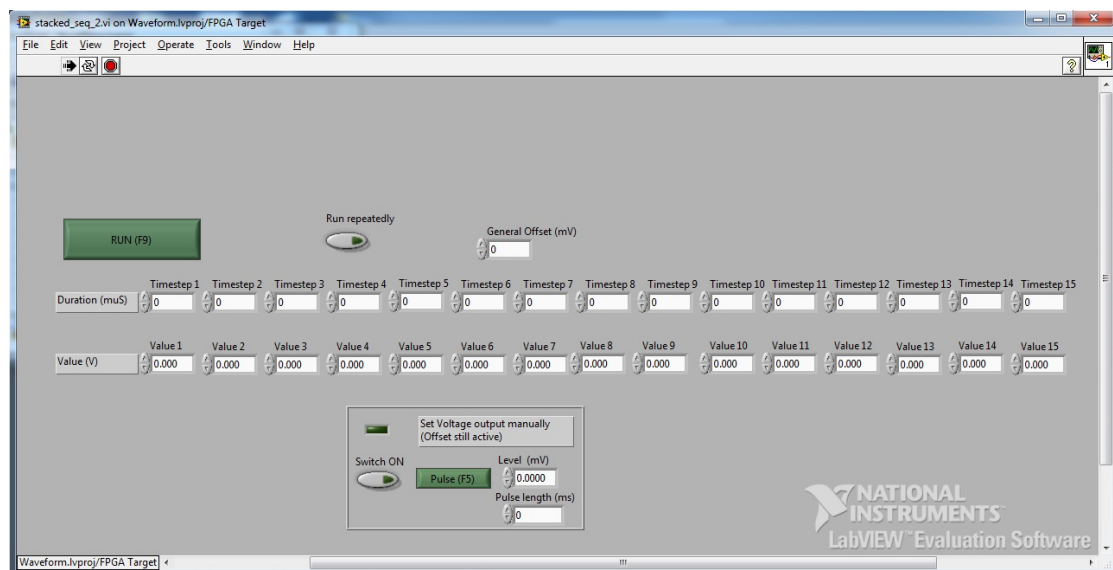 stacked_seq_2.vi on Waveform.lvproj/FPGA Target
File Edit View Project Operate Tools Window Help
1
Run repeatedly
RUN (F9)
General Offset (mV)
0
Timestep 1 Timestep 2 Timestep 3 Timestep 4 Timestep 5 Timestep 6 Timestep 7 Timestep 8 Timestep 9 Timestep 10 Timestep 11 Timestep 12 Timestep 13 Timestep 14 Timestep 15
Duration (muS) 0 0 0 0 0 0 0 0 0 0 0 0 0 0 0
Value 1 Value 2 Value 3 Value 4 Value 5 Value 6 Value 7 Value 8 Value 9 Value 10 Value 11 Value 12 Value 13 Value 14 Value 15
Value (V) 0.000 0.000 0.000 0.000 0.000 0.000 0.000 0.000 0.000 0.000 0.000 0.000 0.000 0.000 0.000
Set Voltage output manually
(Offset still active)
Switch ON
Level (mV)
Pulse (F5)
0.0000
Pulse length (ms)
0
NATIONAL
INSTRUMENTS
LabVIEW™ Evaluation Software
Waveform.lvproj/FPGA Target